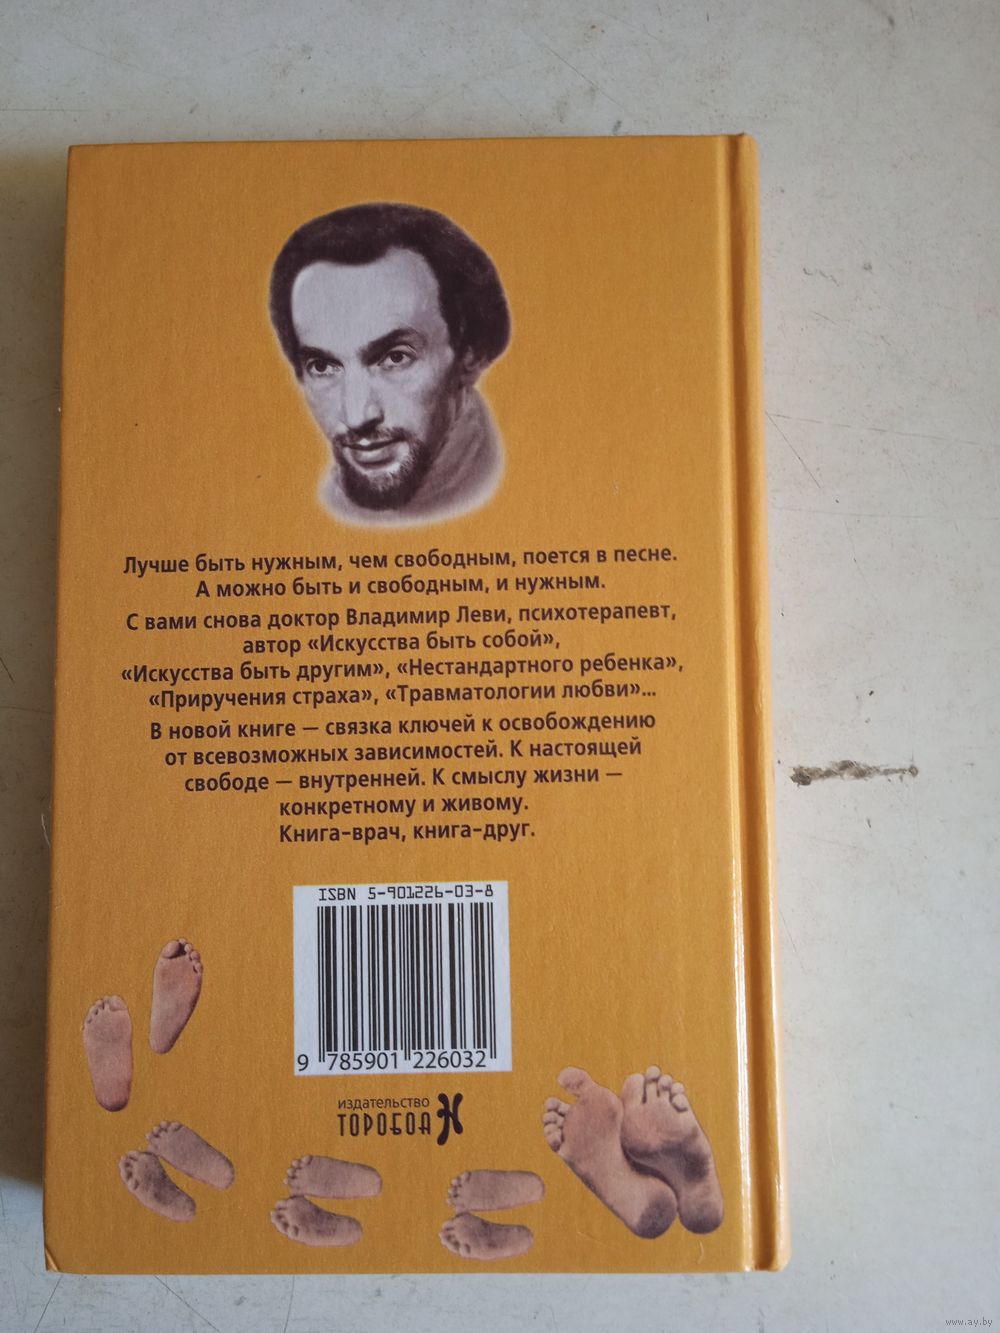 Лучше быть нужным, чем свободным, поется в песне.
А можно быть и свободным, и нужным.
С вами снова доктор Владимир Леви, психотерапевт,
автор «Искусства быть собой»,
«Искусства быть другим», «Нестандартного ребенка»,
«Приручения страха», «Травматологии любви»...
В новой книге — связка ключей к освобождению
от всевозможных зависимостей. К настоящей
свободе — внутренней. К смыслу жизни —
конкретному и живому.
Книга-врач, книга-друг.
ISBN 5-901226-03-8
9 785901 226032
издательство
ТОРОБОАН
www.ay.by